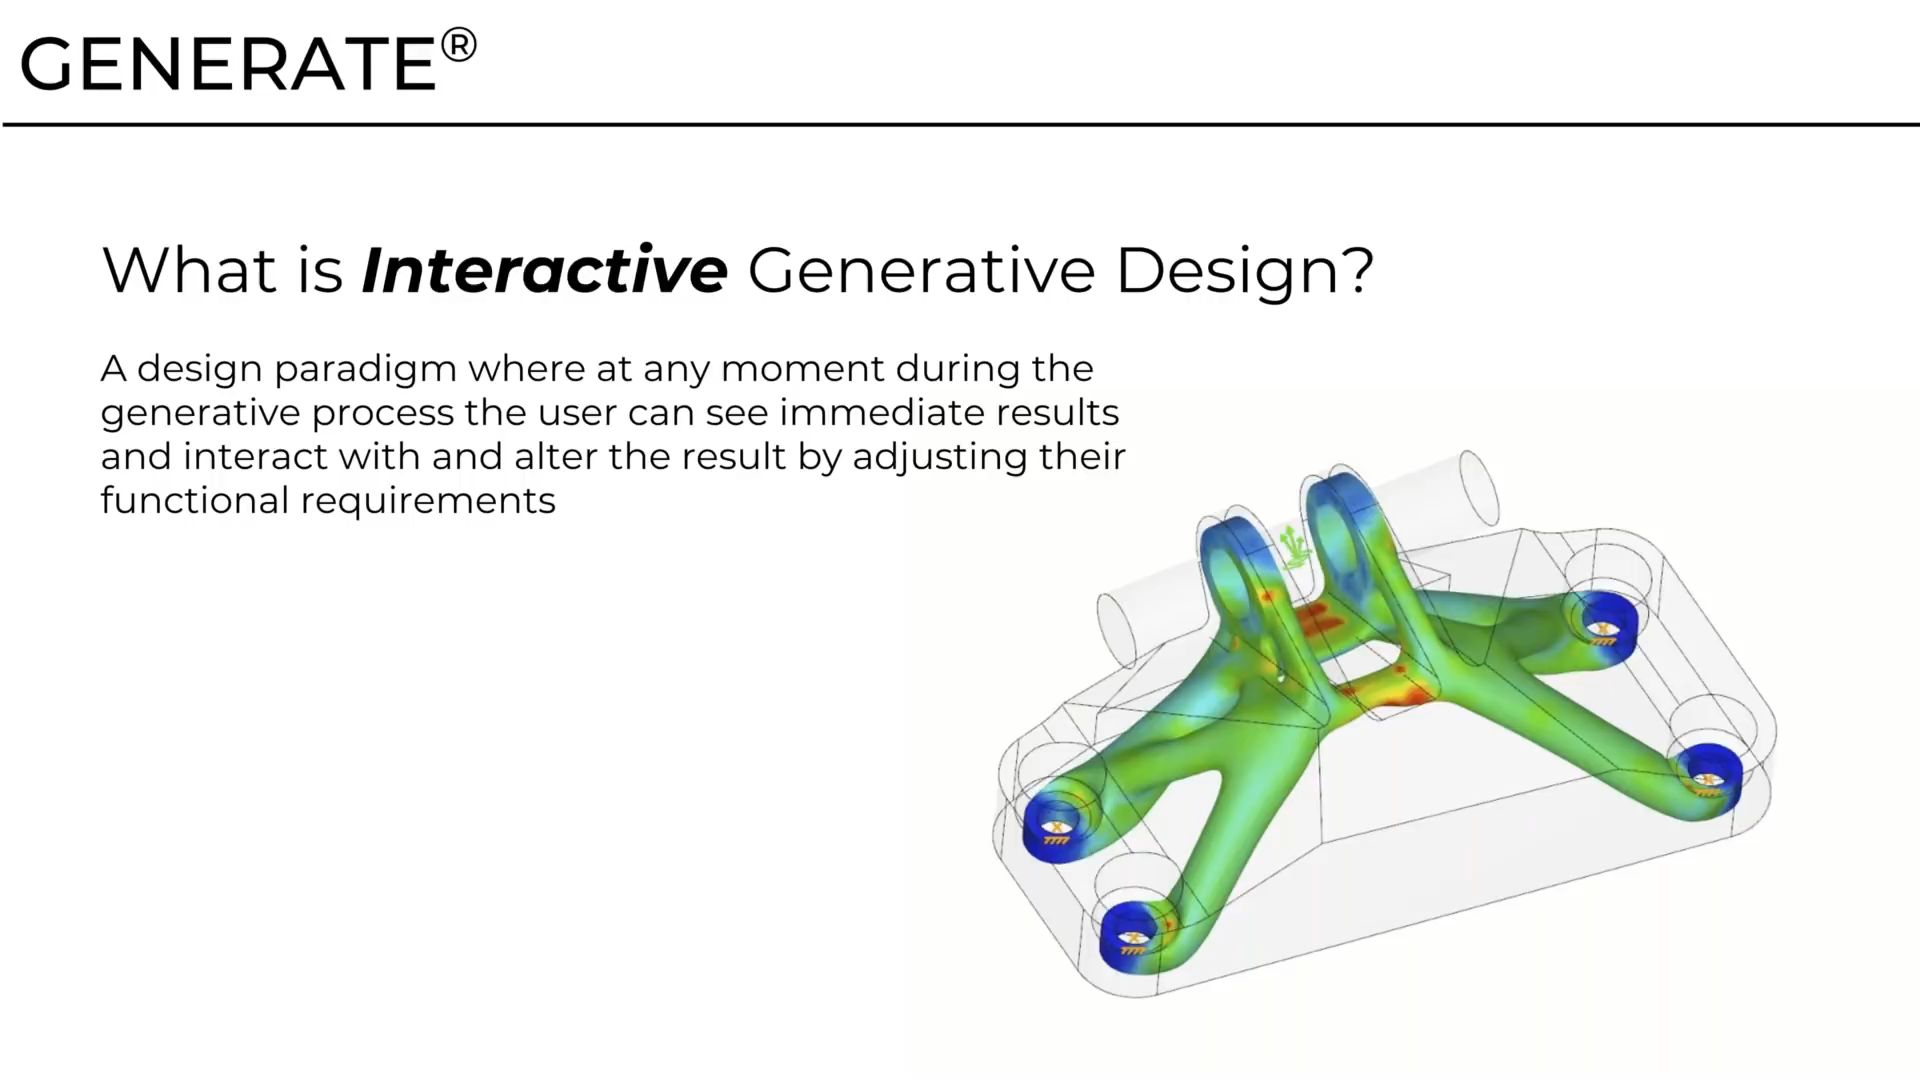 GENERATE®
What is Interactive Generative Design?
A design paradigm where at any moment during the
generative process the user can see immediate results
and interact with and alter the result by adjusting their
functional requirements